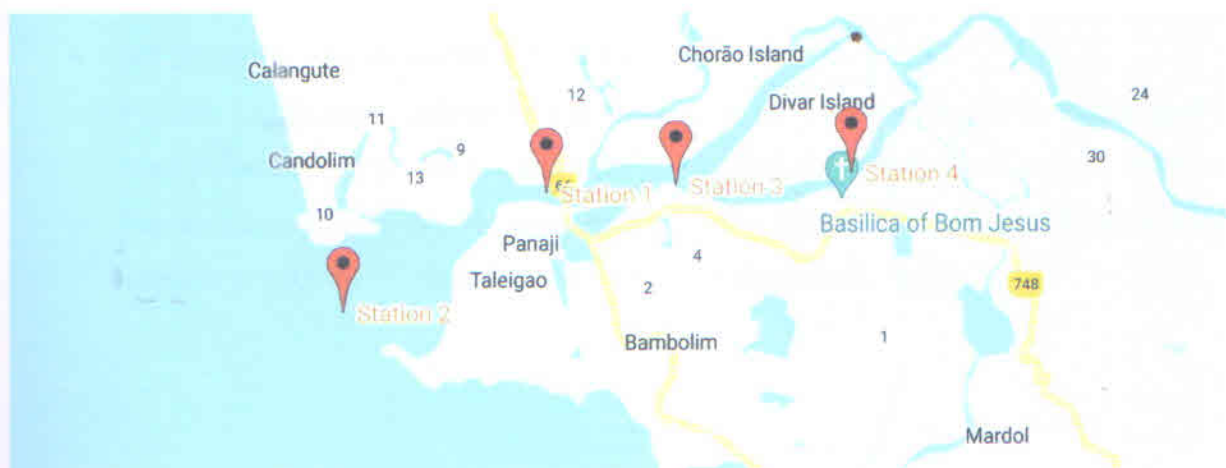 Chorão Island
Calangute
12
Divar Island
24
11
9
Candolim
13
30
Station 1
Station 3
Station 4
10
Basilica of Bom Jesus
Panaji
4
Taleigao
2
748
Station 2
Bambolim
1
Mardol